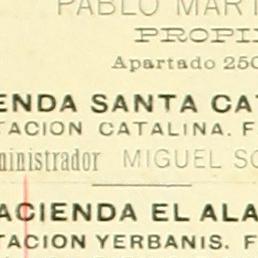 PABLO MART
PROPI
Apartado 250
ENDA SANTA CA
TACION CATALINA. F
ministrador MIGUEL SO
ACIENDA EL ALA
TACION YERBANIS. F